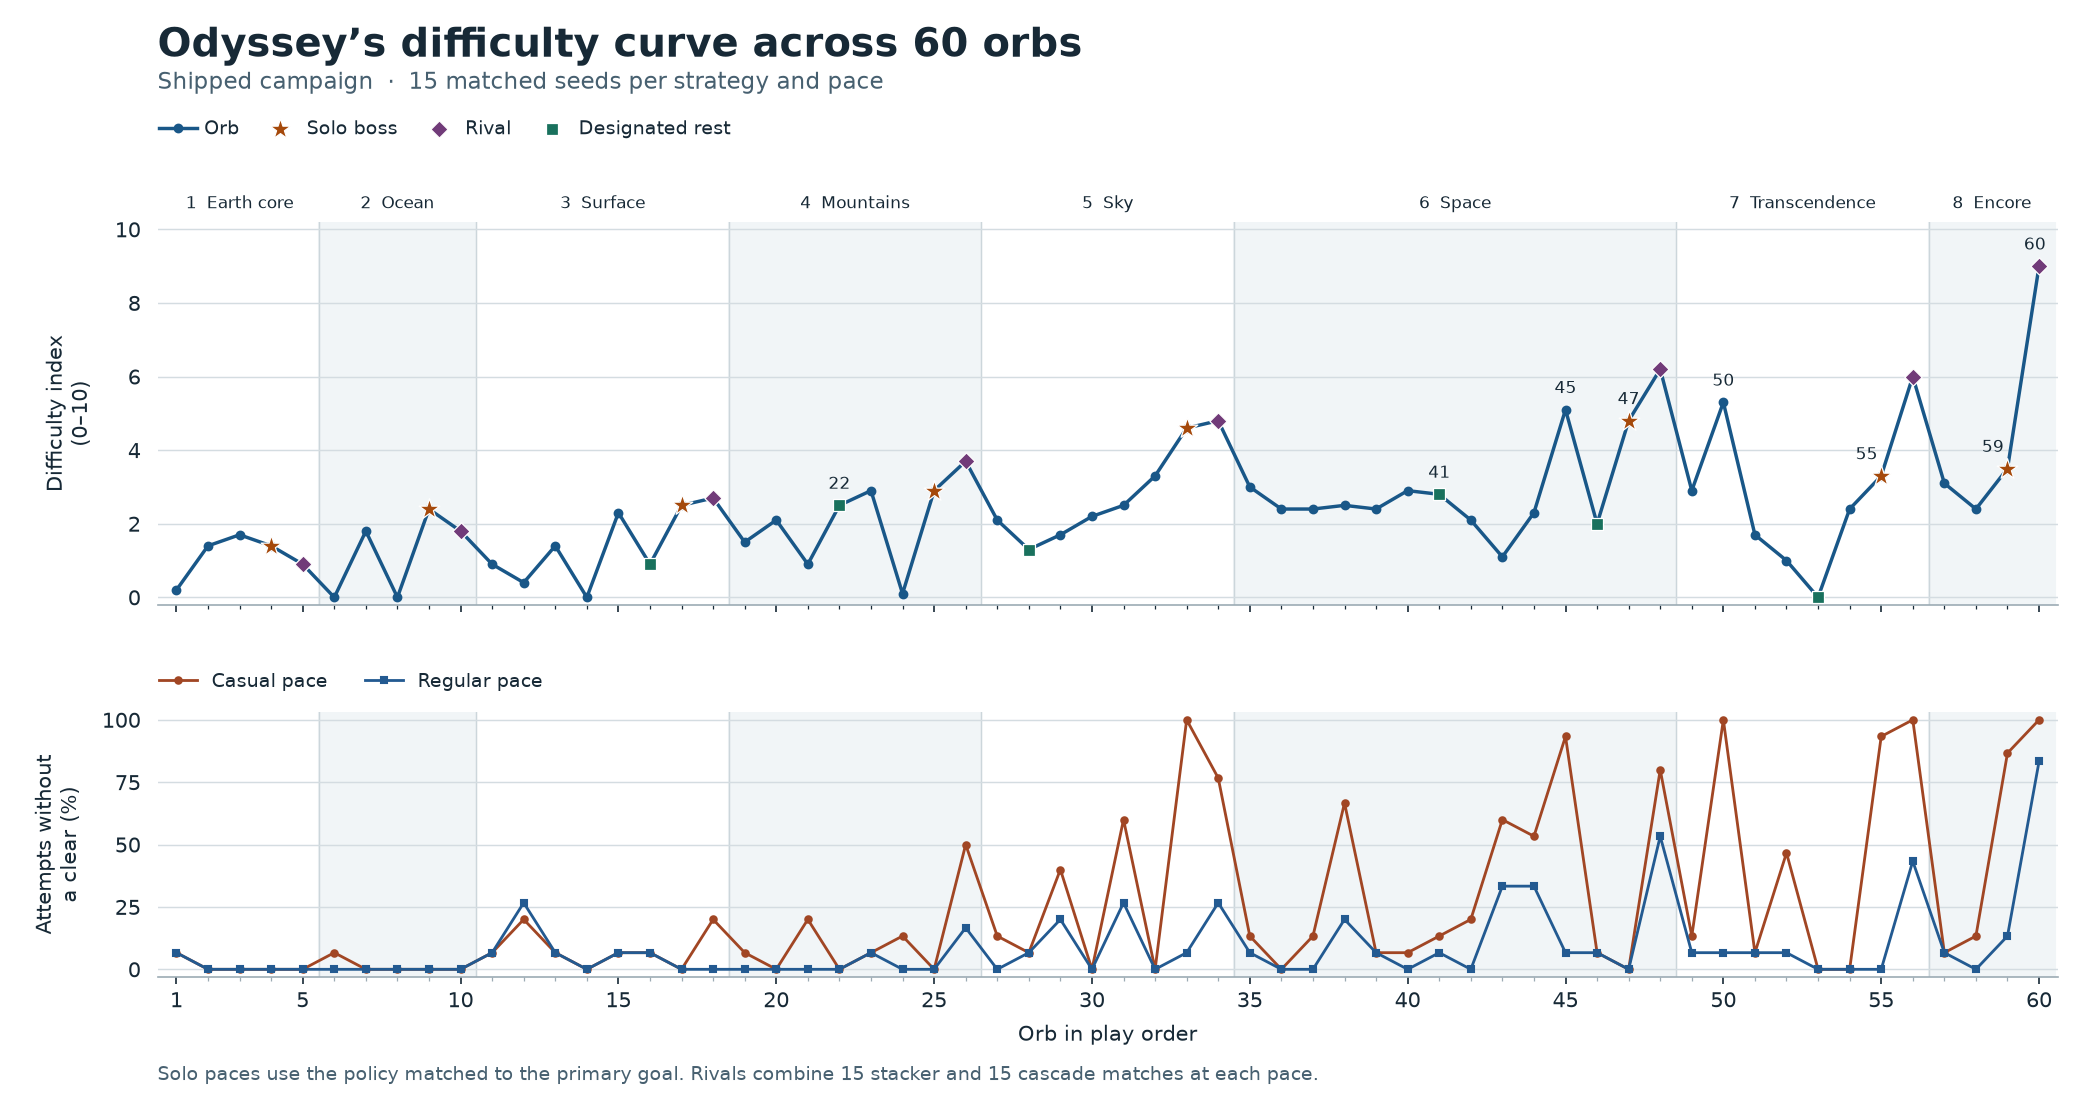 Odyssey’s difficulty curve across 60 orbs
Shipped campaign · 15 matched seeds per strategy and pace
Orb Solo boss Rival Designated rest
1 Earth core 2 Ocean 3 Surface 4 Mountains 5 Sky 6 Space 7 Transcendence 8 Encore
Difficulty index
(0–10)
10
8
6
4
2
0
22
41
45
47
50
55
59
60
Casual pace Regular pace
Attempts without
a clear (%)
100
75
50
25
0
1 5 10 15 20 25 30 35 40 45 50 55 60
Orb in play order
Solo paces use the policy matched to the primary goal. Rivals combine 15 stacker and 15 cascade matches at each pace.